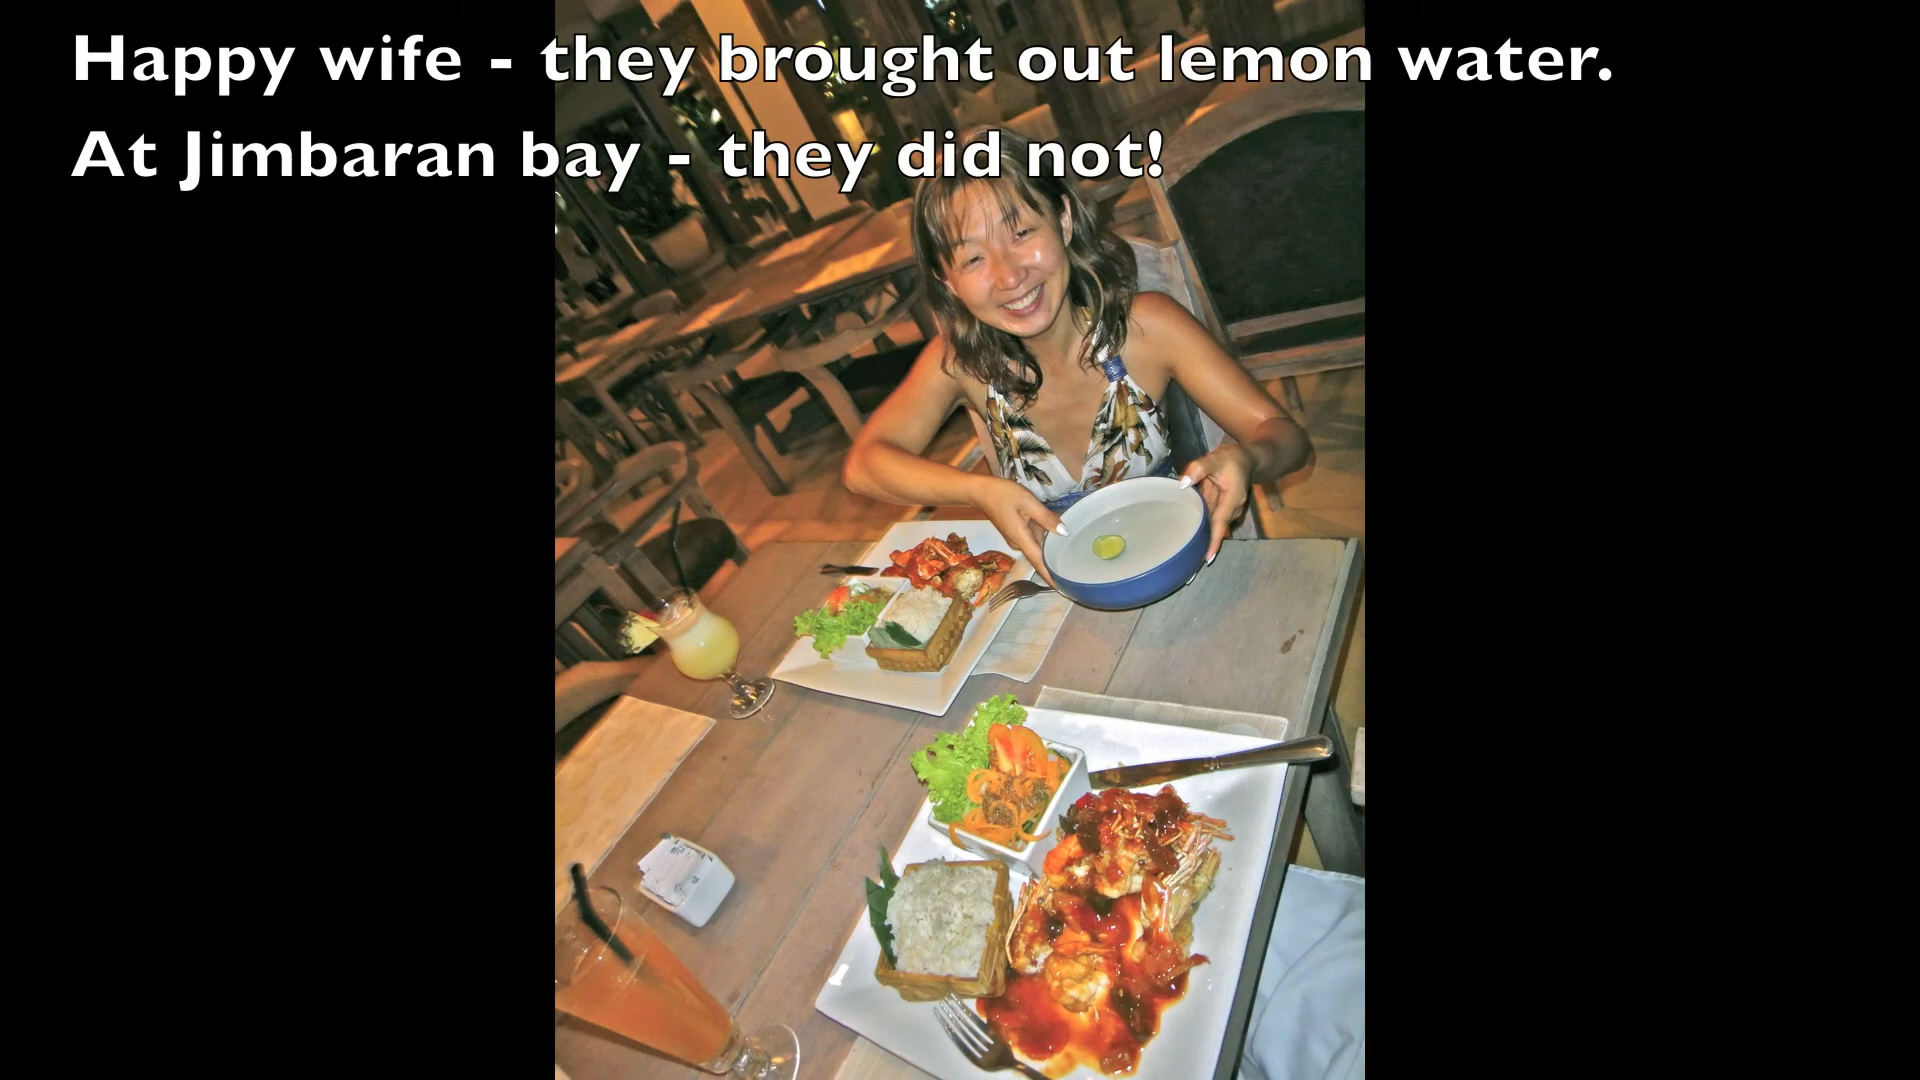 Happy wife - they brought out lemon water.
At Jimbaran bay - they did not!